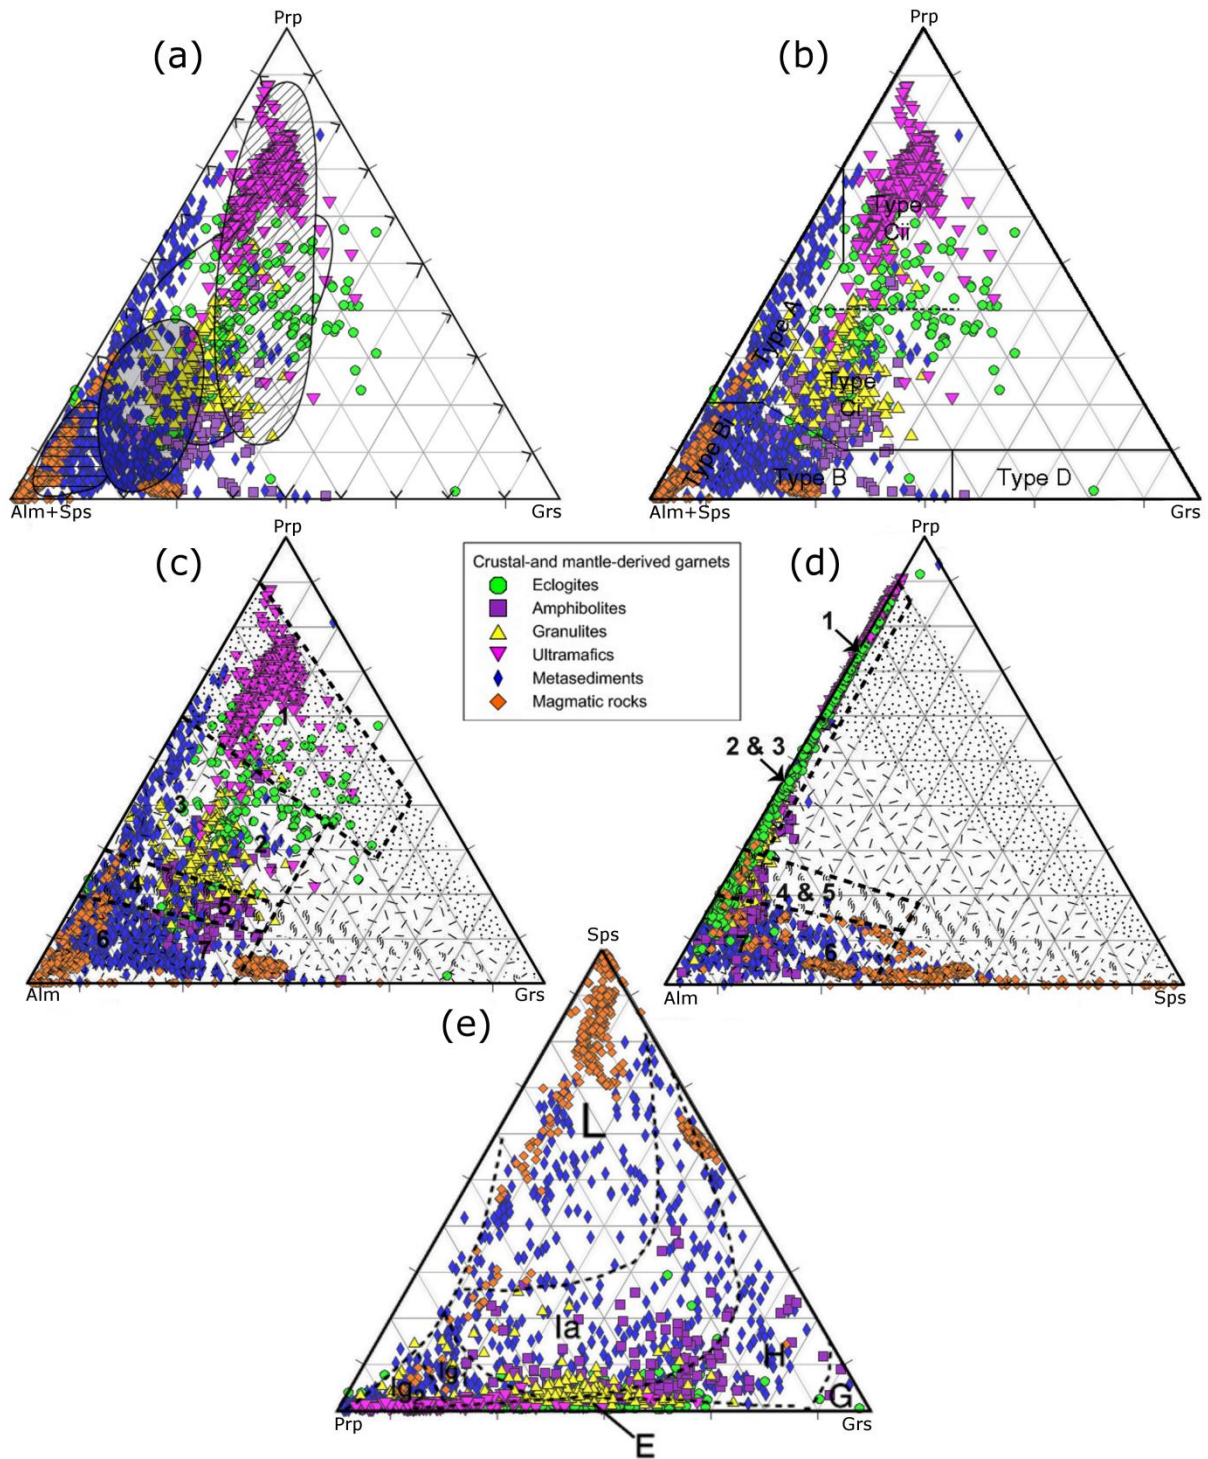 Prp
Prp
(a)
(b)
Type
Cii
Type A
Type
Ci
Type Bi
Type B
Type D
Alm+Sps
Grs
Alm+Sps
Grs
Prp
Prp
(c)
(d)
Crustal-and mantle-derived garnets
Eclogites
Amphibolites
Granulites
Ultramafics
Metasediments
Magmatic rocks
1
1
2 & 3
3
2
4
5
4 & 5
6
7
7
6
Alm
Grs
Alm
Sps
Sps
(e)
L
Ia
H
Ig
Ig
G
Prp
Grs
E